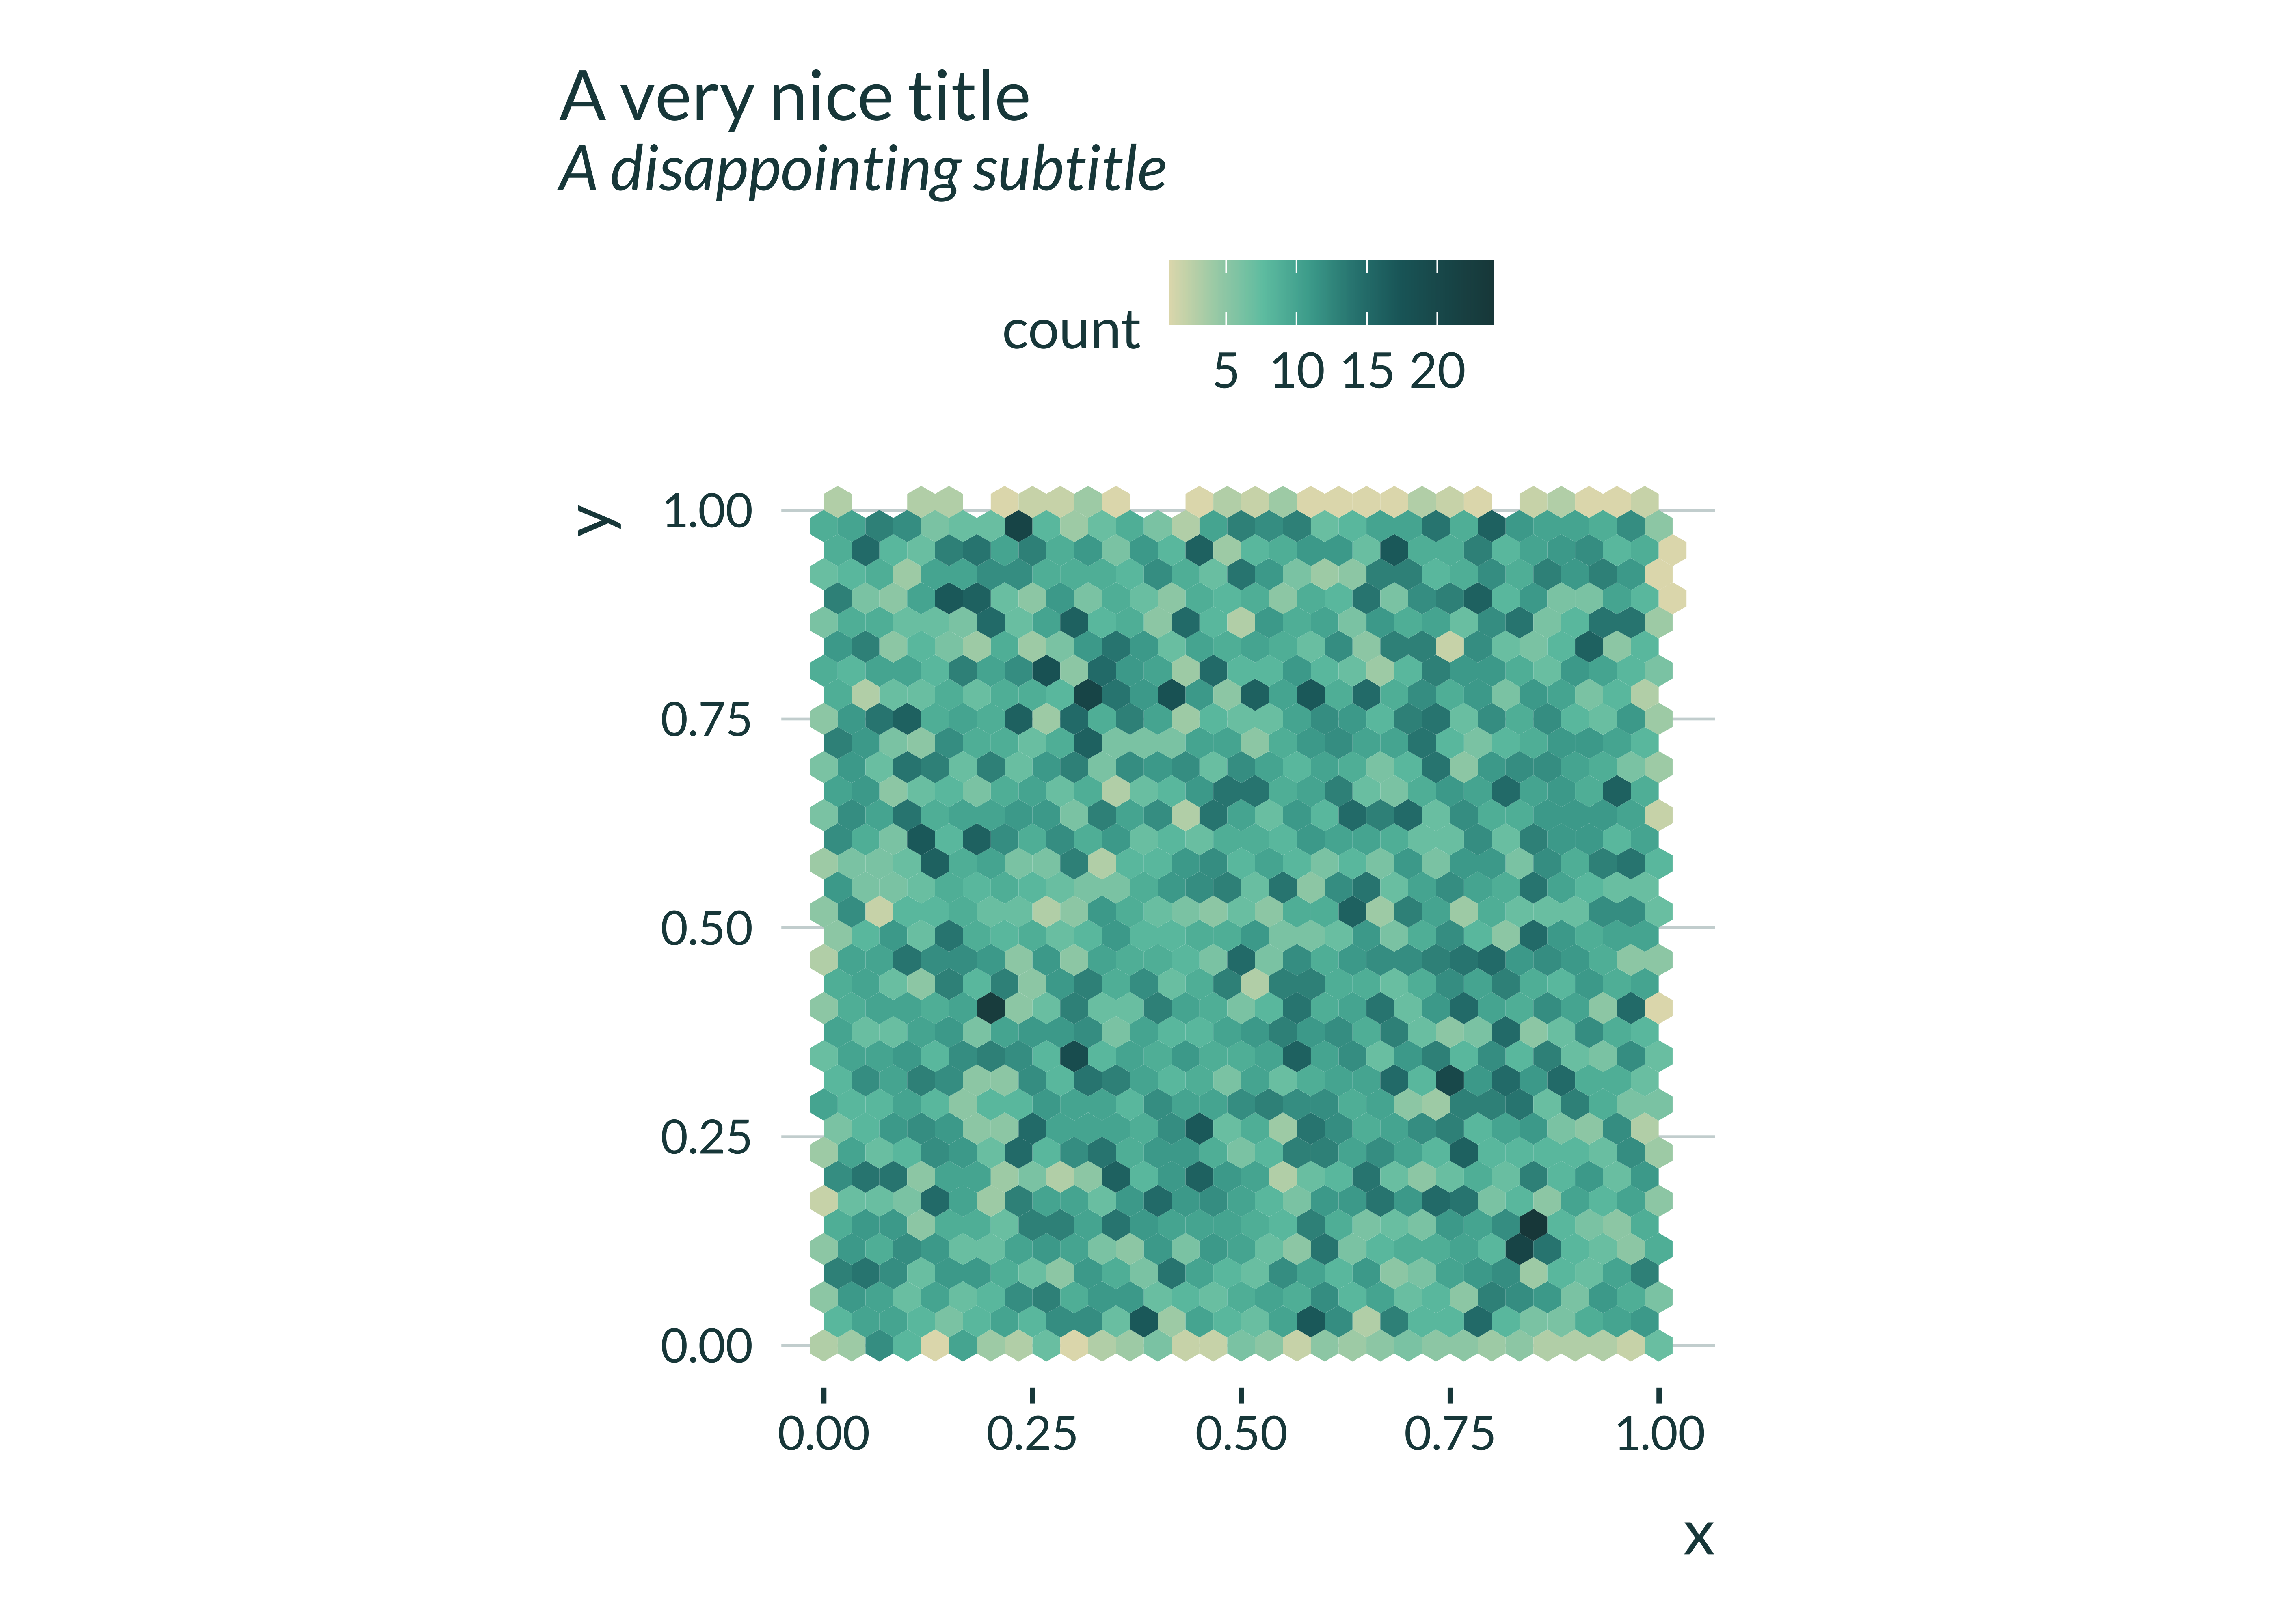 A very nice title
A disappointing subtitle
count
5 10 15 20
y
1.00
0.75
0.50
0.25
0.00
0.00 0.25 0.50 0.75 1.00
x